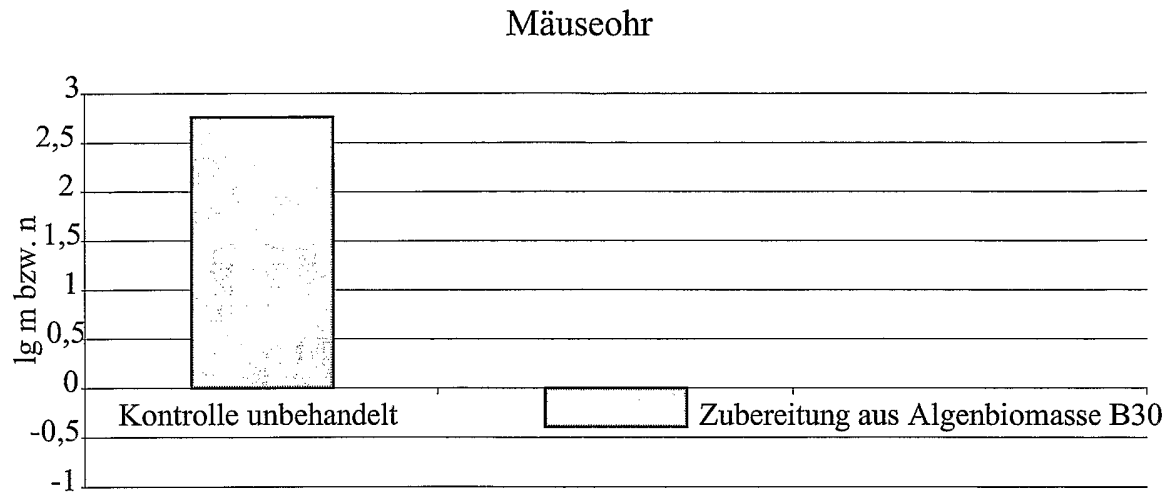 Mäuseohr
3
2,5
2
1,5
1
0,5
0
-0,5
-1
lg m bzw. n
Kontrolle unbehandelt
Zubereitung aus Algenbiomasse B30